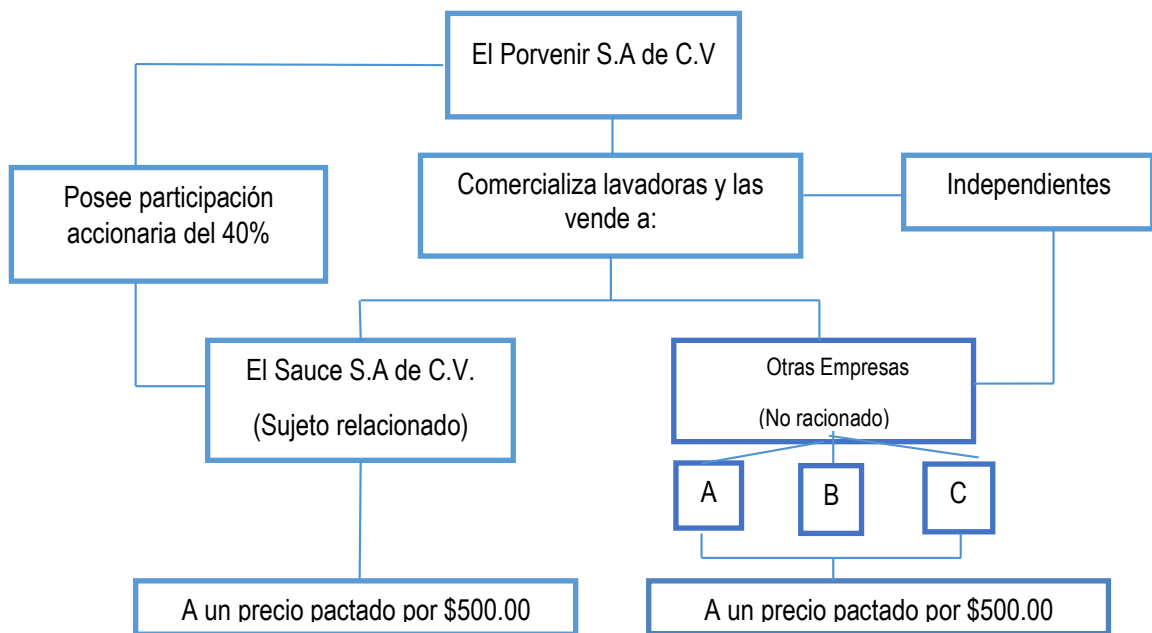 El Porvenir S.A de C.V
Posee participación
accionaria del 40%
Comercializa lavadoras y las
vende a:
Independientes
El Sauce S.A de C.V.
(Sujeto relacionado)
Otras Empresas
(No racionado)
A
B
C
A un precio pactado por $500.00
A un precio pactado por $500.00